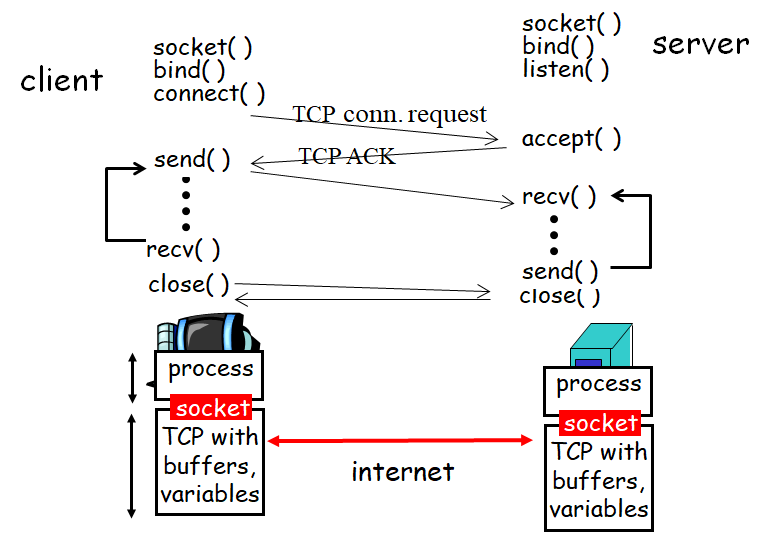 client
socket( )
bind( )
connect( )
socket( )
bind( )
listen( )
server
TCP conn. request
accept( )
TCP ACK
send( )
recv( )
recv( )
send( )
close( )
close( )
process
socket
TCP with
buffers,
variables
internet
process
socket
TCP with
buffers,
variables